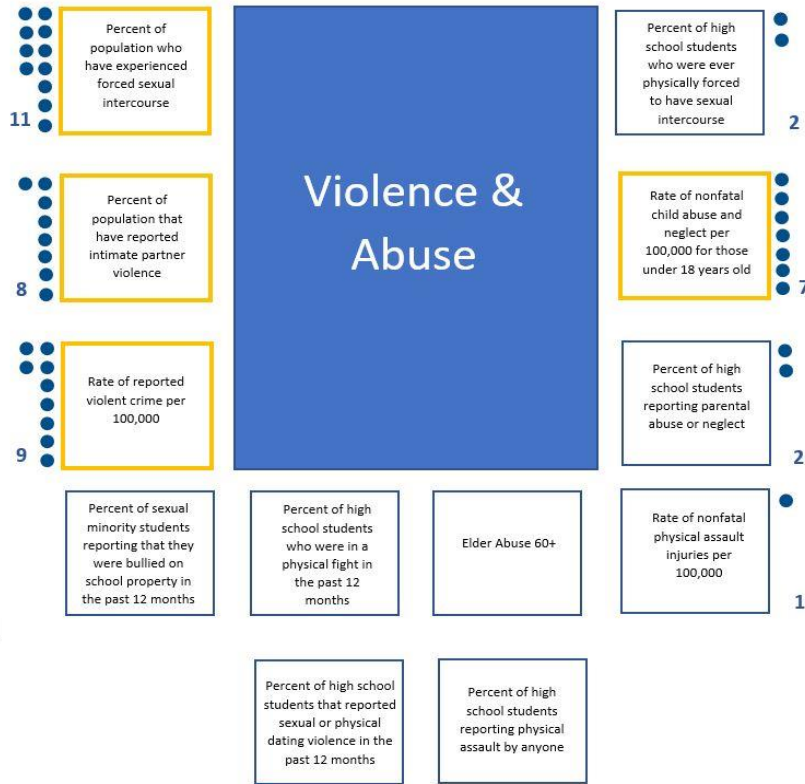 Percent of
population who
have experienced
forced sexual
intercourse
11
Percent of
population that
have reported
intimate partner
violence
8
Rate of reported
violent crime per
100,000
9
Violence &
Abuse
Percent of high
school students
who were ever
physically forced
to have sexual
intercourse
2
Rate of nonfatal
child abuse and
neglect per
100,000 for those
under 18 years old
7
Percent of high
school students
reporting parental
abuse or neglect
2
Percent of sexual
minority students
reporting that they
were bullied on
school property in
the past 12 months
Percent of high
school students
who were in a
physical fight in
the past 12
months
Elder Abuse 60+
Rate of nonfatal
physical assault
injuries per
100,000
1
Percent of high school
students that reported
sexual or physical
dating violence in the
past 12 months
Percent of high
school students
reporting physical
assault by anyone